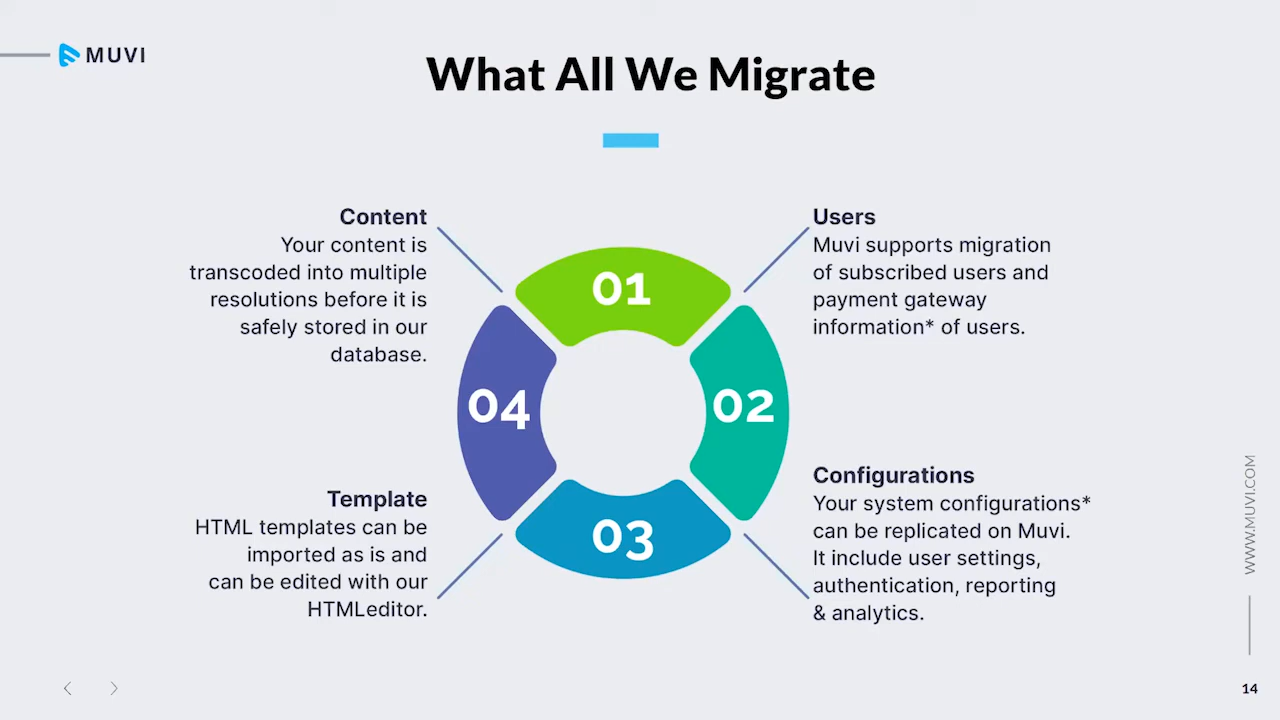 MUVI
What All We Migrate
Content
Your content is
transcoded into multiple
resolutions before it is
safely stored in our
database.
Users
Muvi supports migration
of subscribed users and
payment gateway
information* of users.
01
02
03
04
Template
HTML templates can be
imported as is and
can be edited with our
HTMLeditor.
Configurations
Your system configurations*
can be replicated on Muvi.
It include user settings,
authentication, reporting
& analytics.
WWW.MUVI.COM
14